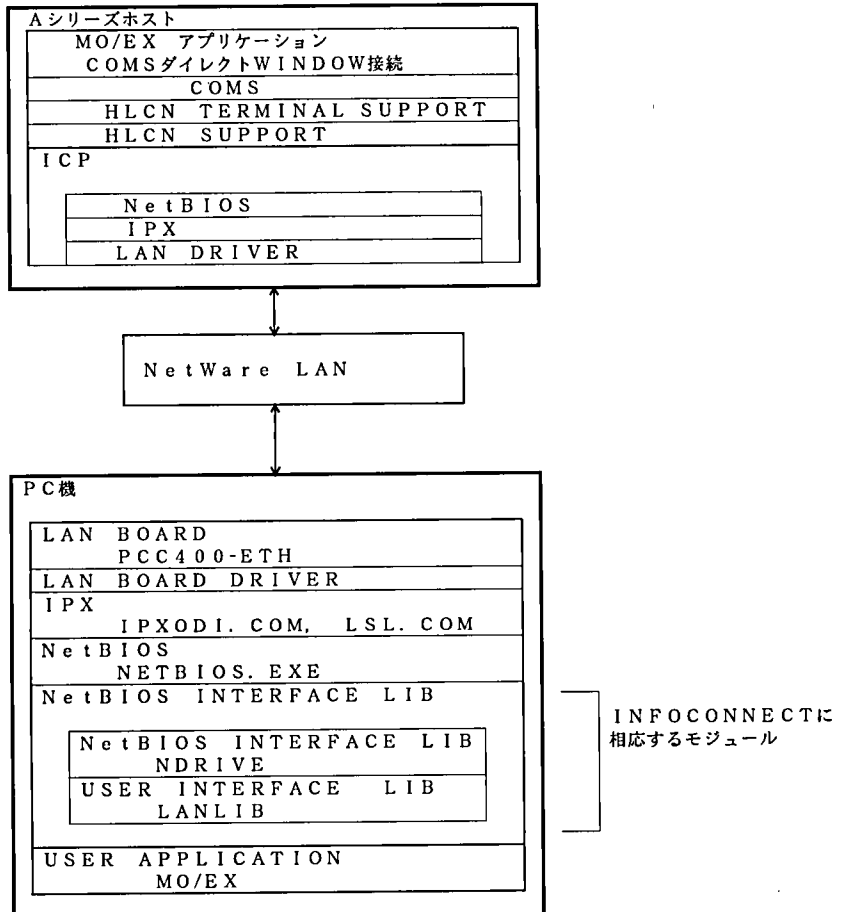 Aシリーズホスト
MO/EX アプリケーション
COMSダイレクトWINDOW接続
COMS
HLCN TERMINAL SUPPORT
HLCN SUPPORT
ICP
NetBIOS
IPX
LAN DRIVER
NetWare LAN
PC機
LAN BOARD
PCC400-ETH
LAN BOARD DRIVER
IPX
IPXODI.COM, LSL.COM
NetBIOS
NETBIOS.EXE
NetBIOS INTERFACE LIB
NetBIOS INTERFACE LIB
NDRIVE
USER INTERFACE LIB
LANLIB
USER APPLICATION
MO/EX
INFOCONNECTに
相応するモジュール